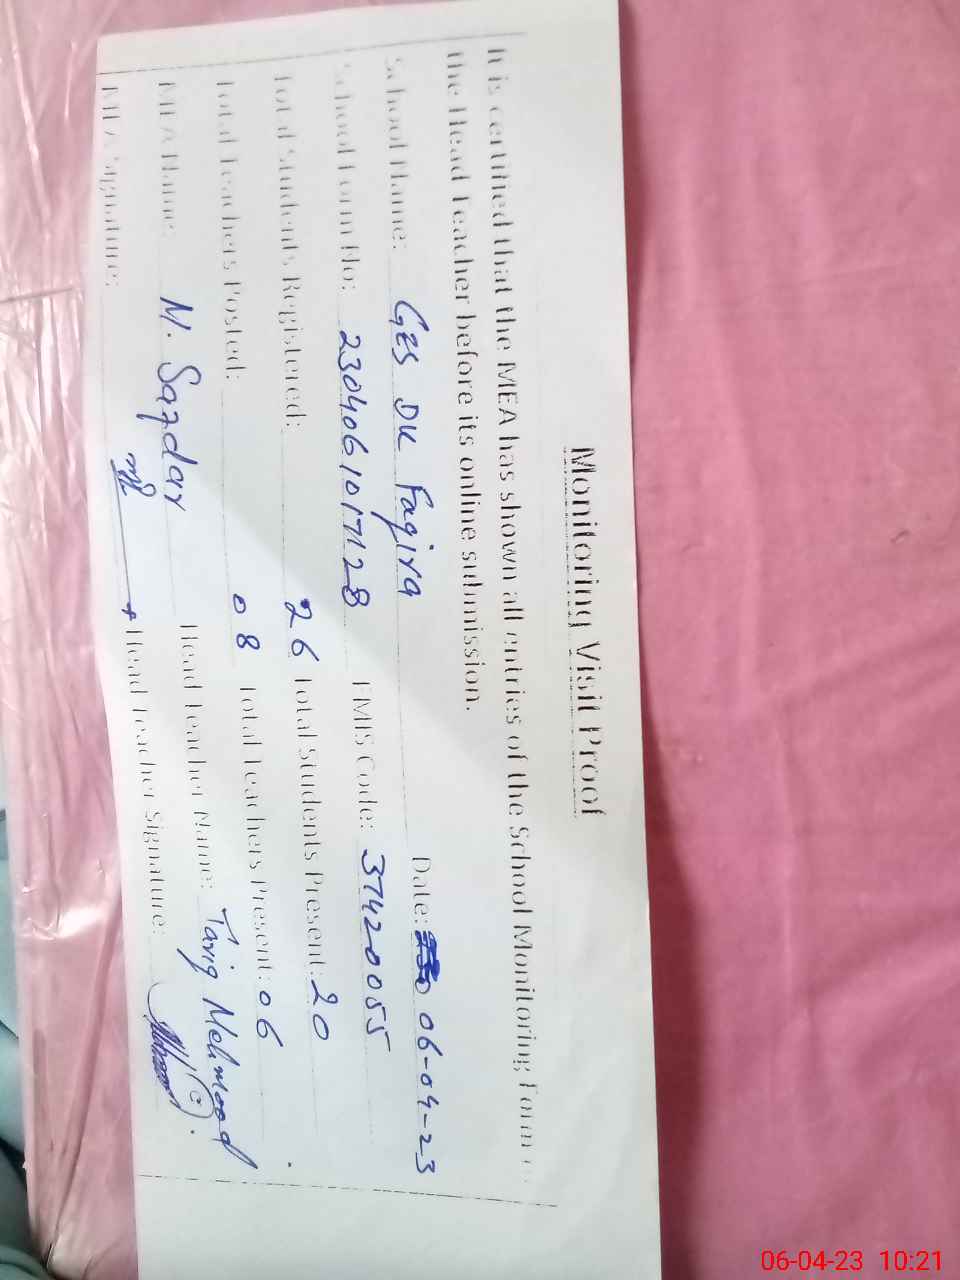 Monitoring Visit Proof
It is certified that the MEA has shown all entries of the School Monitoring Form
the Head Teacher before its online submission.
School Name: GES DK Faqira Date: 06-04-23
School Form No: 2304061017128 EMIS Code: 37420055
Total Students Registered: 26 Total Students Present: 20
Total Teachers Posted: 08 Total Teachers Present: 06
MEA Name: M. Safdar Head Teacher Name: Tariq Mehmood
MEA Signature: Head Teacher Signature:
06-04-23 10:21